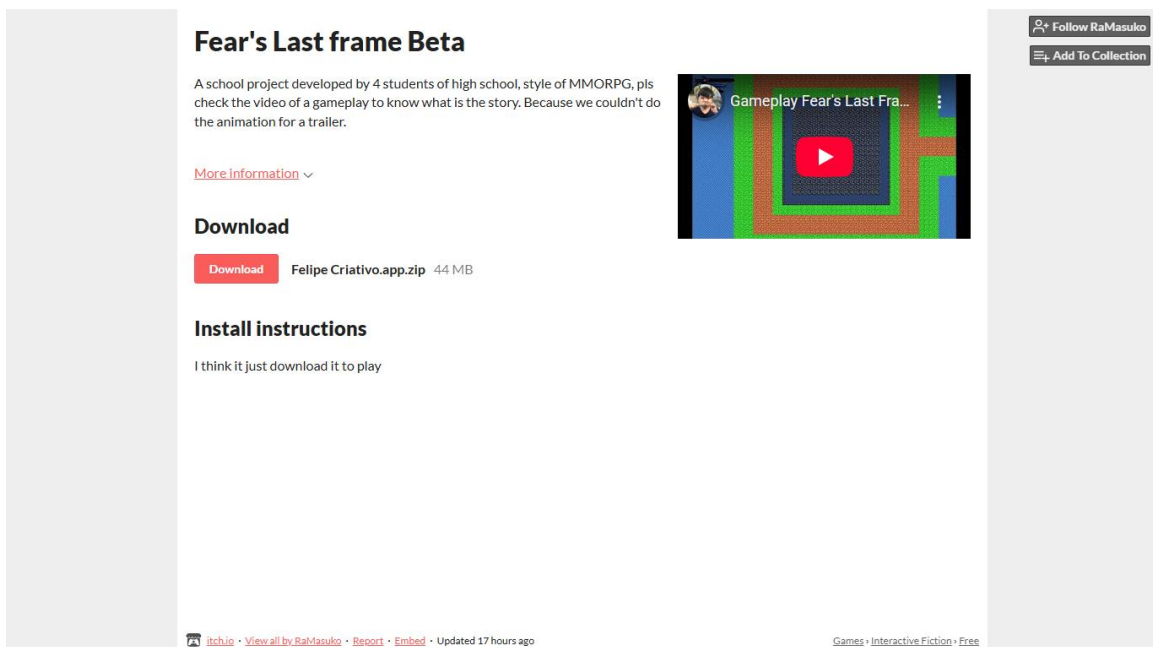 Follow RaMasuko
Add To Collection
Fear's Last frame Beta
A school project developed by 4 students of high school, style of MMORPG, pls
check the video of a gameplay to know what is the story. Because we couldn't do
the animation for a trailer.
Gameplay Fear's Last Fra...
More information
Download
Download Felipe Criativo.app.zip 44 MB
Install instructions
I think it just download it to play
itch.io · View all by RaMasuko · Report · Embed · Updated 17 hours ago
Games › Interactive Fiction › Free